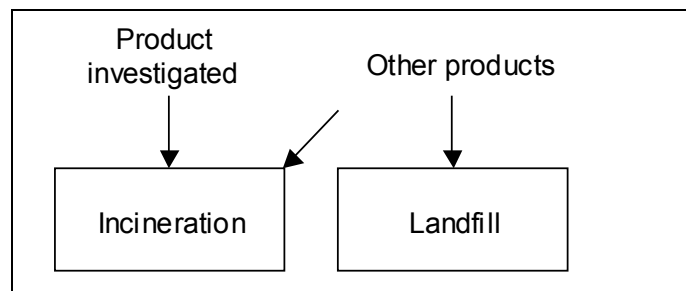 Product
investigated
Other products
Incineration
Landfill